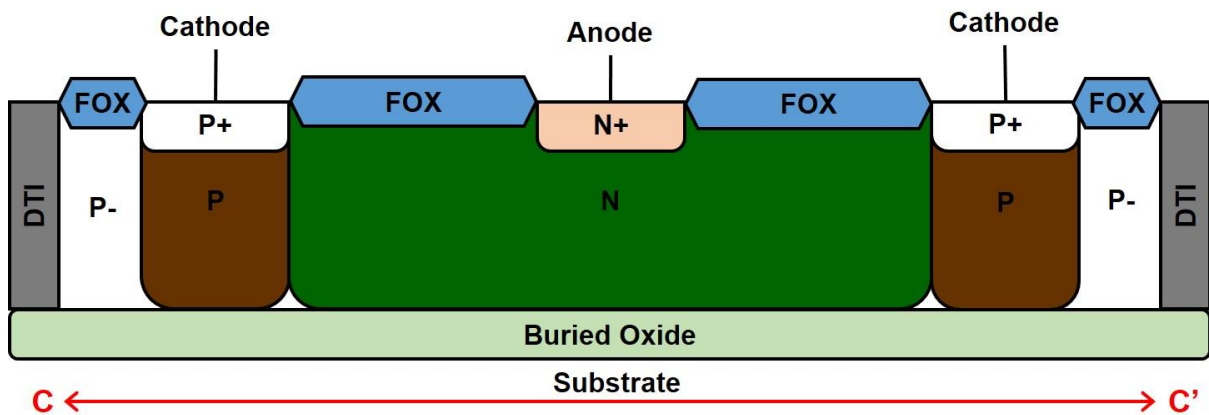 Cathode Anode Cathode
FOX FOX FOX FOX
P+ N+ P+
DTI P- P N P P- DTI
Buried Oxide
Substrate
C C’